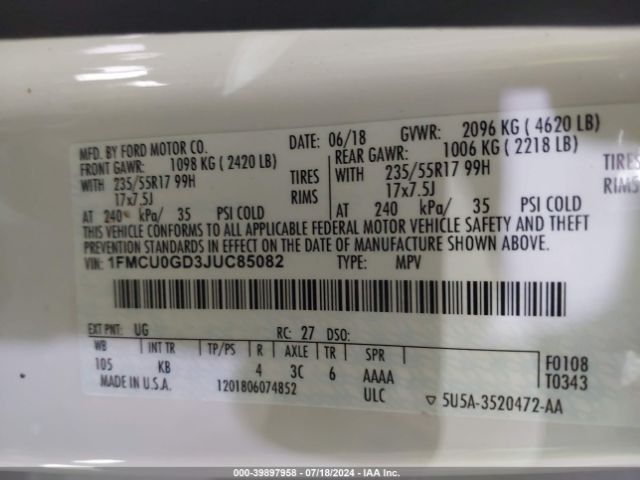 MFD. BY FORD MOTOR CO. DATE: 06/18 GVWR: 2096 KG ( 4620 LB)
FRONT GAWR: 1098 KG ( 2420 LB) REAR GAWR: 1006 KG ( 2218 LB)
WITH 235/55R17 99H TIRES WITH 235/55R17 99H TIRES
17x7.5J RIMS 17x7.5J RIMS
AT 240 kPa/ 35 PSI COLD AT 240 kPa/ 35 PSI COLD
THIS VEHICLE CONFORMS TO ALL APPLICABLE FEDERAL MOTOR VEHICLE SAFETY AND THEFT
PREVENTION STANDARDS IN EFFECT ON THE DATE OF MANUFACTURE SHOWN ABOVE.
VIN: 1FMCU0GD3JUC85082 TYPE: MPV
EXT PNT: UG RC: 27 DSO:
WB INT TR TP/PS R AXLE TR SPR
105 KB 4 3C 6 AAAA F0108
MADE IN U.S.A. 1201806074852 ULC T0343
▽ 5U5A-3520472-AA
000-39897958 - 07/18/2024 - IAA Inc.